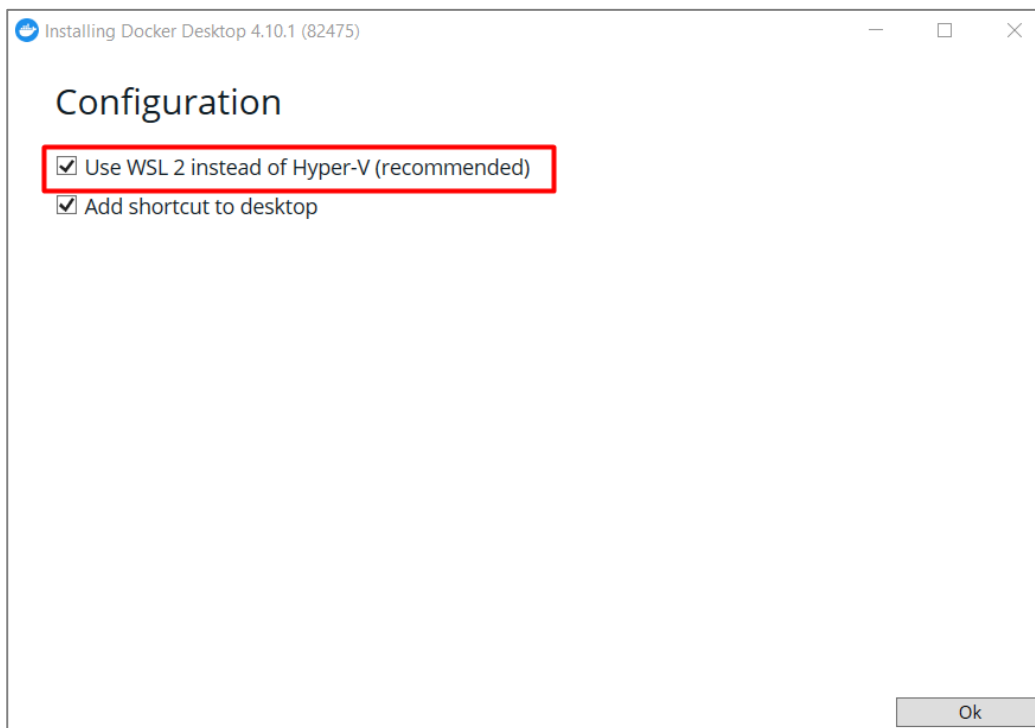 Installing Docker Desktop 4.10.1 (82475)
Configuration
Use WSL 2 instead of Hyper-V (recommended)
Add shortcut to desktop
Ok